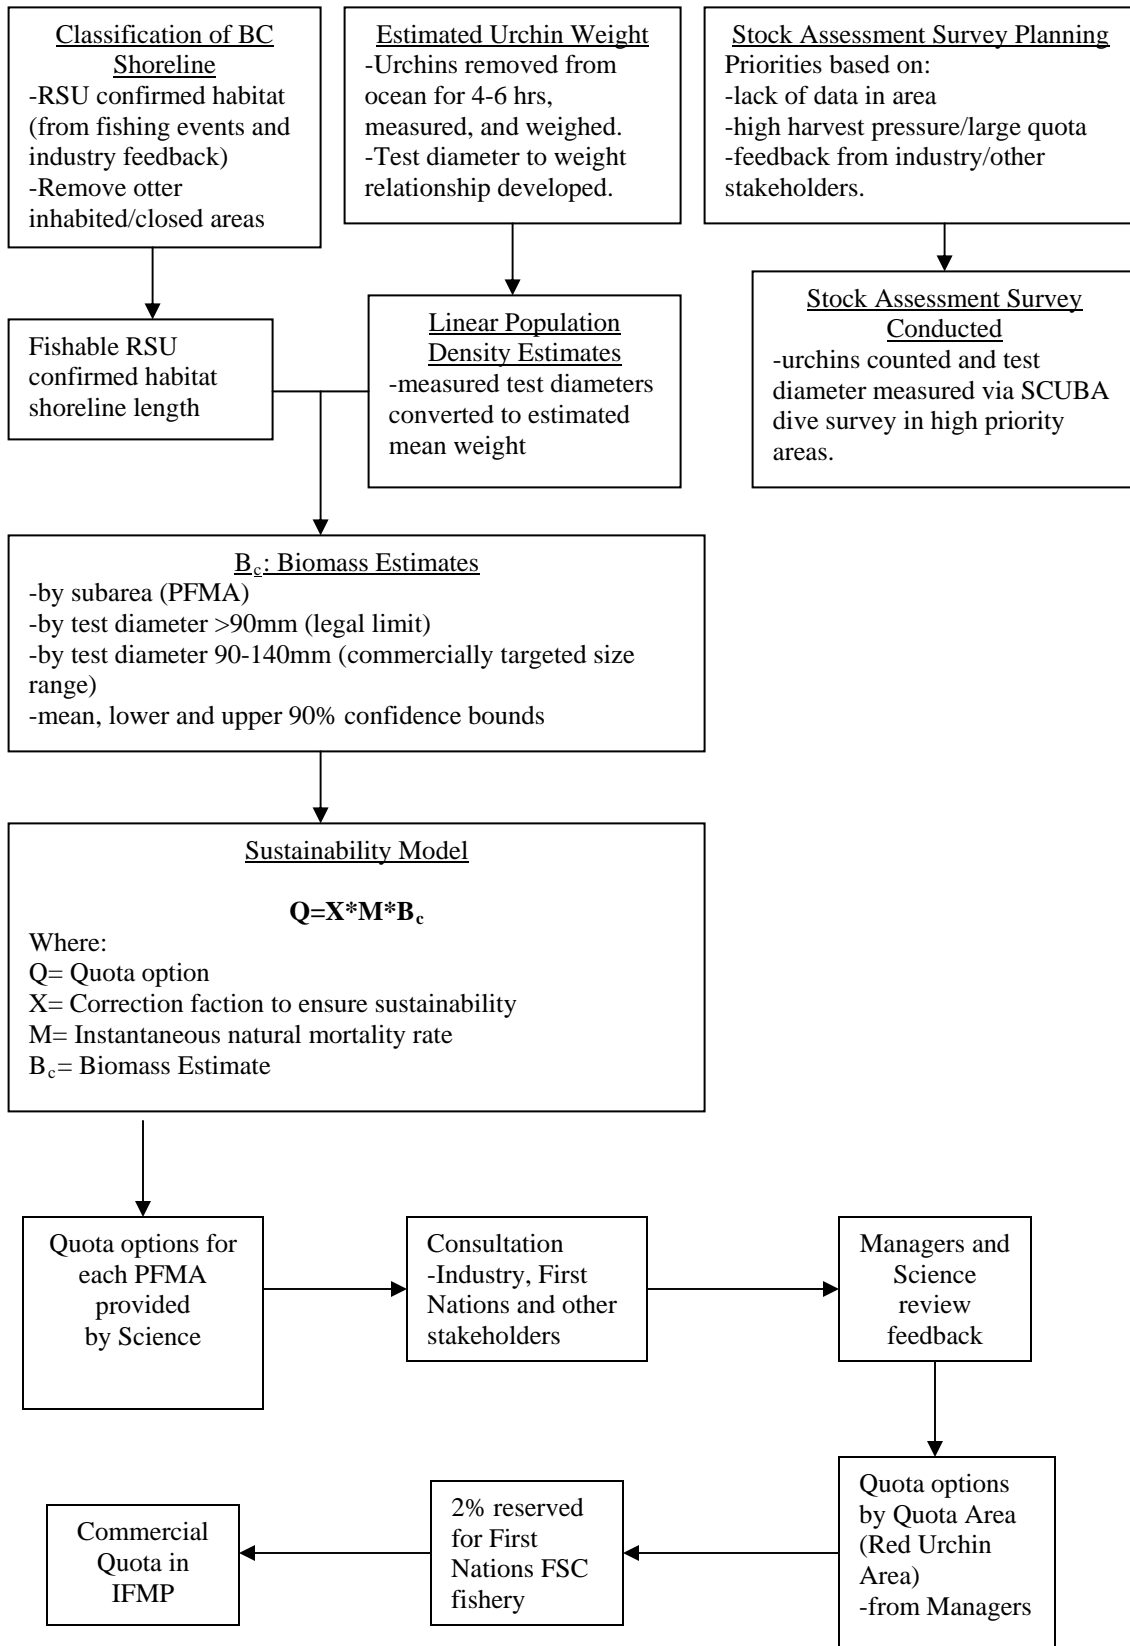 Classification of BC
Shoreline
-RSU confirmed habitat
(from fishing events and
industry feedback)
-Remove otter
inhabited/closed areas
Estimated Urchin Weight
-Urchins removed from
ocean for 4-6 hrs,
measured, and weighed.
-Test diameter to weight
relationship developed.
Stock Assessment Survey Planning
Priorities based on:
-lack of data in area
-high harvest pressure/large quota
-feedback from industry/other
stakeholders.
Fishable RSU
confirmed habitat
shoreline length
Linear Population
Density Estimates
-measured test diameters
converted to estimated
mean weight
Stock Assessment Survey
Conducted
-urchins counted and test
diameter measured via SCUBA
dive survey in high priority
areas.
Bc: Biomass Estimates
-by subarea (PFMA)
-by test diameter >90mm (legal limit)
-by test diameter 90-140mm (commercially targeted size
range)
-mean, lower and upper 90% confidence bounds
Sustainability Model
Q=X*M*Bc
Where:
Q= Quota option
X= Correction faction to ensure sustainability
M= Instantaneous natural mortality rate
Bc= Biomass Estimate
Quota options for
each PFMA
provided
by Science
Consultation
-Industry, First
Nations and other
stakeholders
Managers and
Science
review
feedback
Quota options
by Quota Area
(Red Urchin
Area)
-from Managers
2% reserved
for First
Nations FSC
fishery
Commercial
Quota in
IFMP